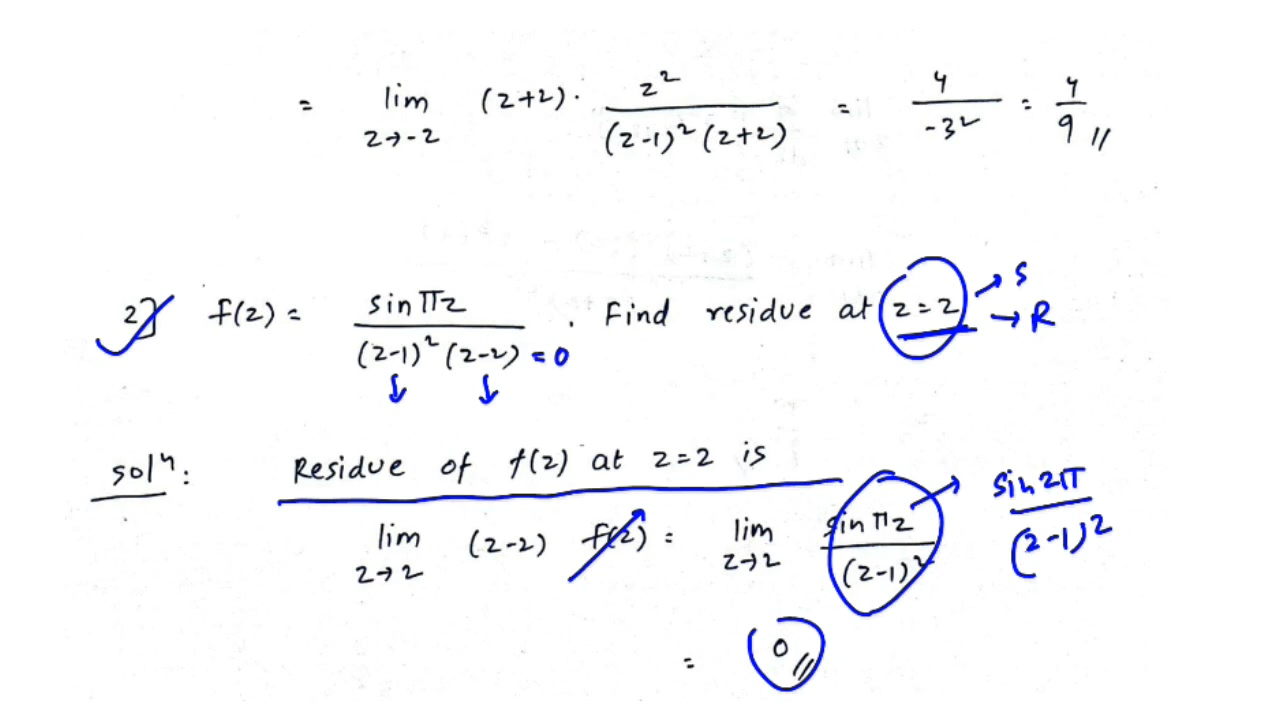 = lim z→-2 (z+2) · z² / (z-1)² (z+2) = 4 / -3² = 4/9 //
2] f(z) = sin πz / (z-1)² (z-2) = 0 . Find residue at z=2 → S → R
↓ ↓
solⁿ: Residue of f(z) at z=2 is
lim z→2 (z-2) f(z) = lim z→2 sin πz / (z-1)² → sin 2π / (2-1)²
= 0 //